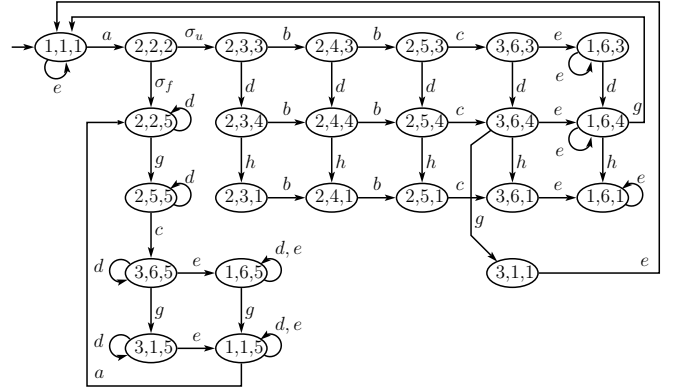 1,1,1 a 2,2,2 σu 2,3,3 b 2,4,3 b 2,5,3 c 3,6,3 e 1,6,3
e σf d d d d e d
2,2,5 d 2,3,4 b 2,4,4 b 2,5,4 c 3,6,4 e 1,6,4 g
g h h h h e h
2,5,5 d 2,3,1 b 2,4,1 b 2,5,1 c 3,6,1 e 1,6,1 e
c g
d 3,6,5 e 1,6,5 d, e 3,1,1 e
g g
d 3,1,5 e 1,1,5 d, e
a